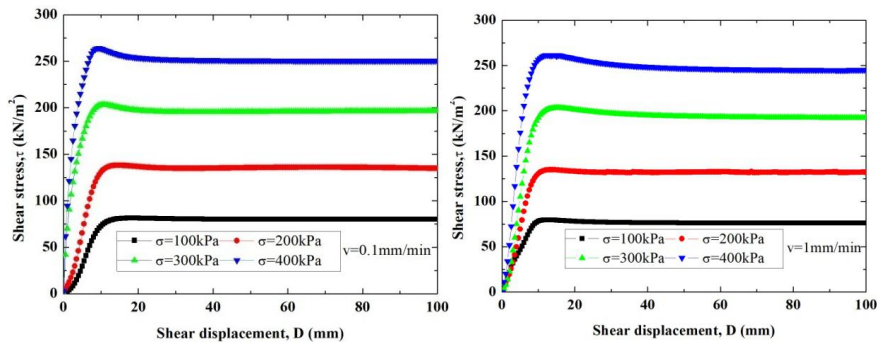 300
250
200
150
100
50
0
Shear stress,τ (kN/m²)
σ=100kPa σ=200kPa
σ=300kPa σ=400kPa
v=0.1mm/min
0 20 40 60 80 100
Shear displacement, D (mm)
300
250
200
150
100
50
0
Shear stress,τ (kN/m²)
σ=100kPa σ=200kPa
σ=300kPa σ=400kPa
v=1mm/min
0 20 40 60 80 100
Shear displacement, D (mm)